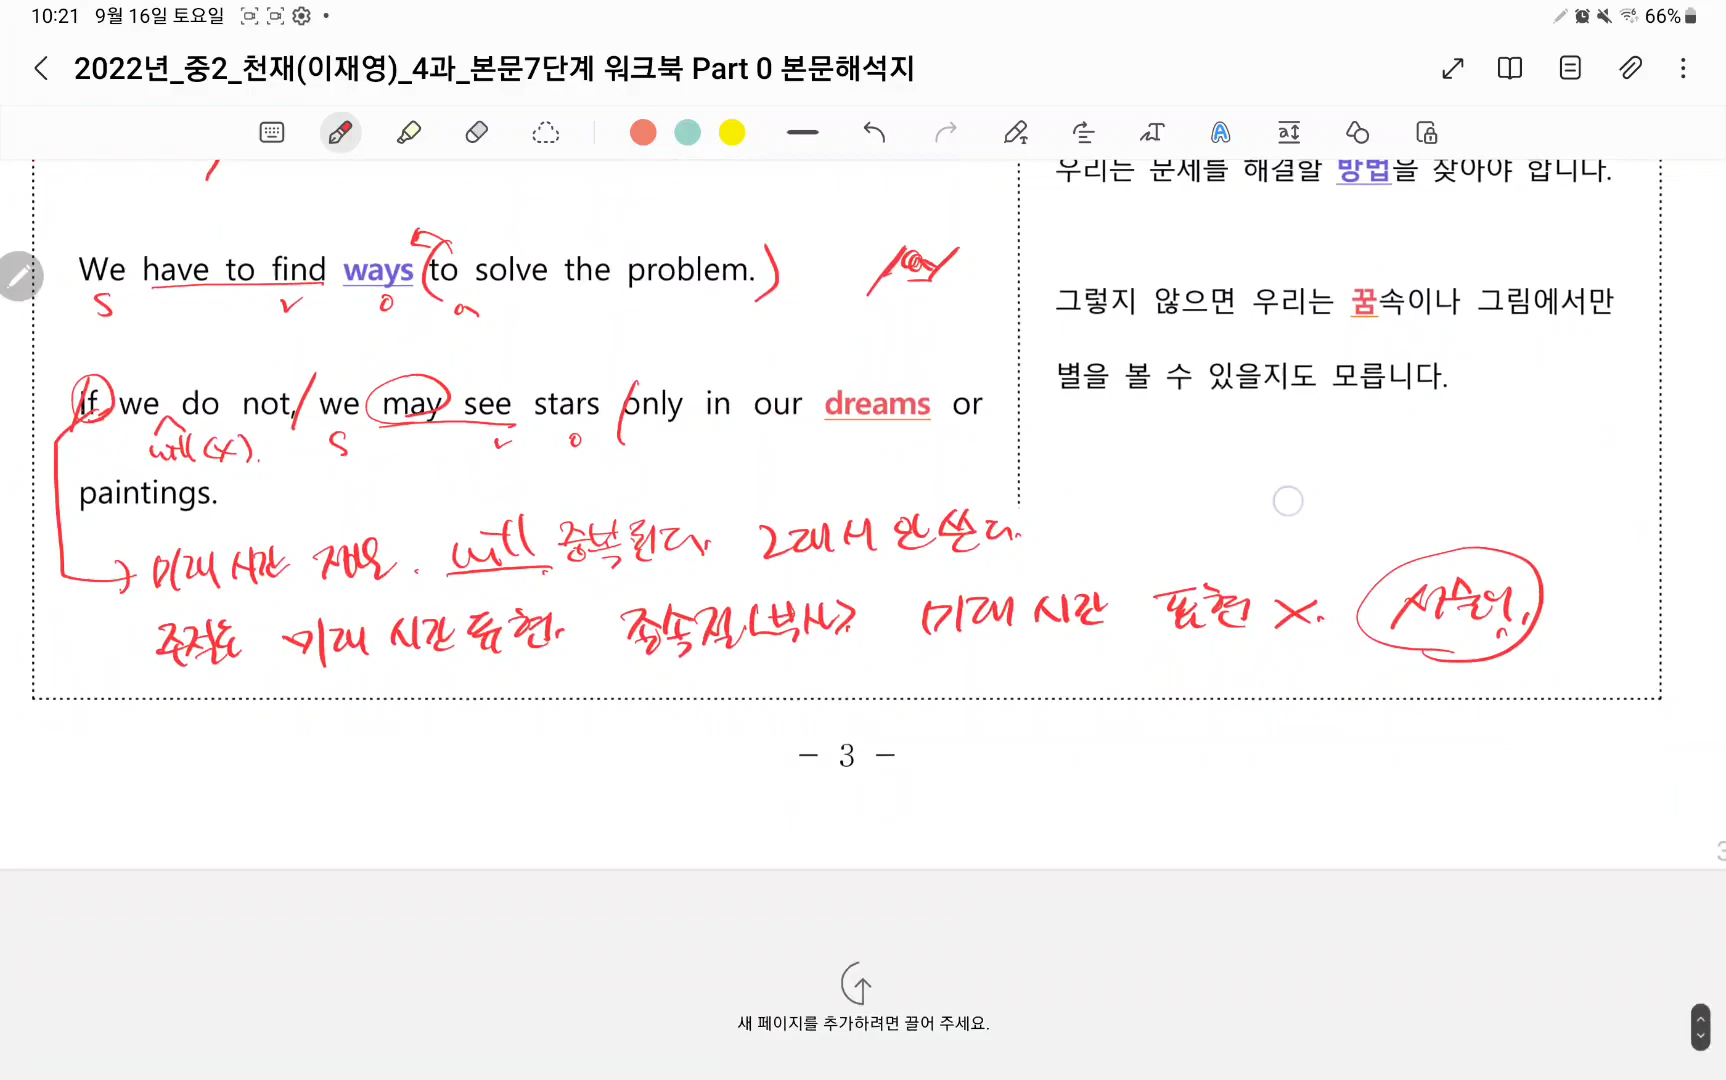 10:21 9월 16일 토요일 66%
2022년_중2_천재(이재영)_4과_본문7단계 워크북 Part 0 본문해석지
우리는 문제를 해결할 방법을 찾아야 합니다.
We have to find ways to solve the problem.
S v o a
그렇지 않으면 우리는 꿈속이나 그림에서만
별을 볼 수 있을지도 모릅니다.
If we do not, we may see stars only in our dreams or
will (x). S v o
paintings.
미래 시간 적용. will 중복된다. 그래서 안 쓴다.
주절도 미래 시간 표현. 종속절(부사) 미래 시간 표현 X. 서술어.
- 3 -
3
새 페이지를 추가하려면 끌어 주세요.